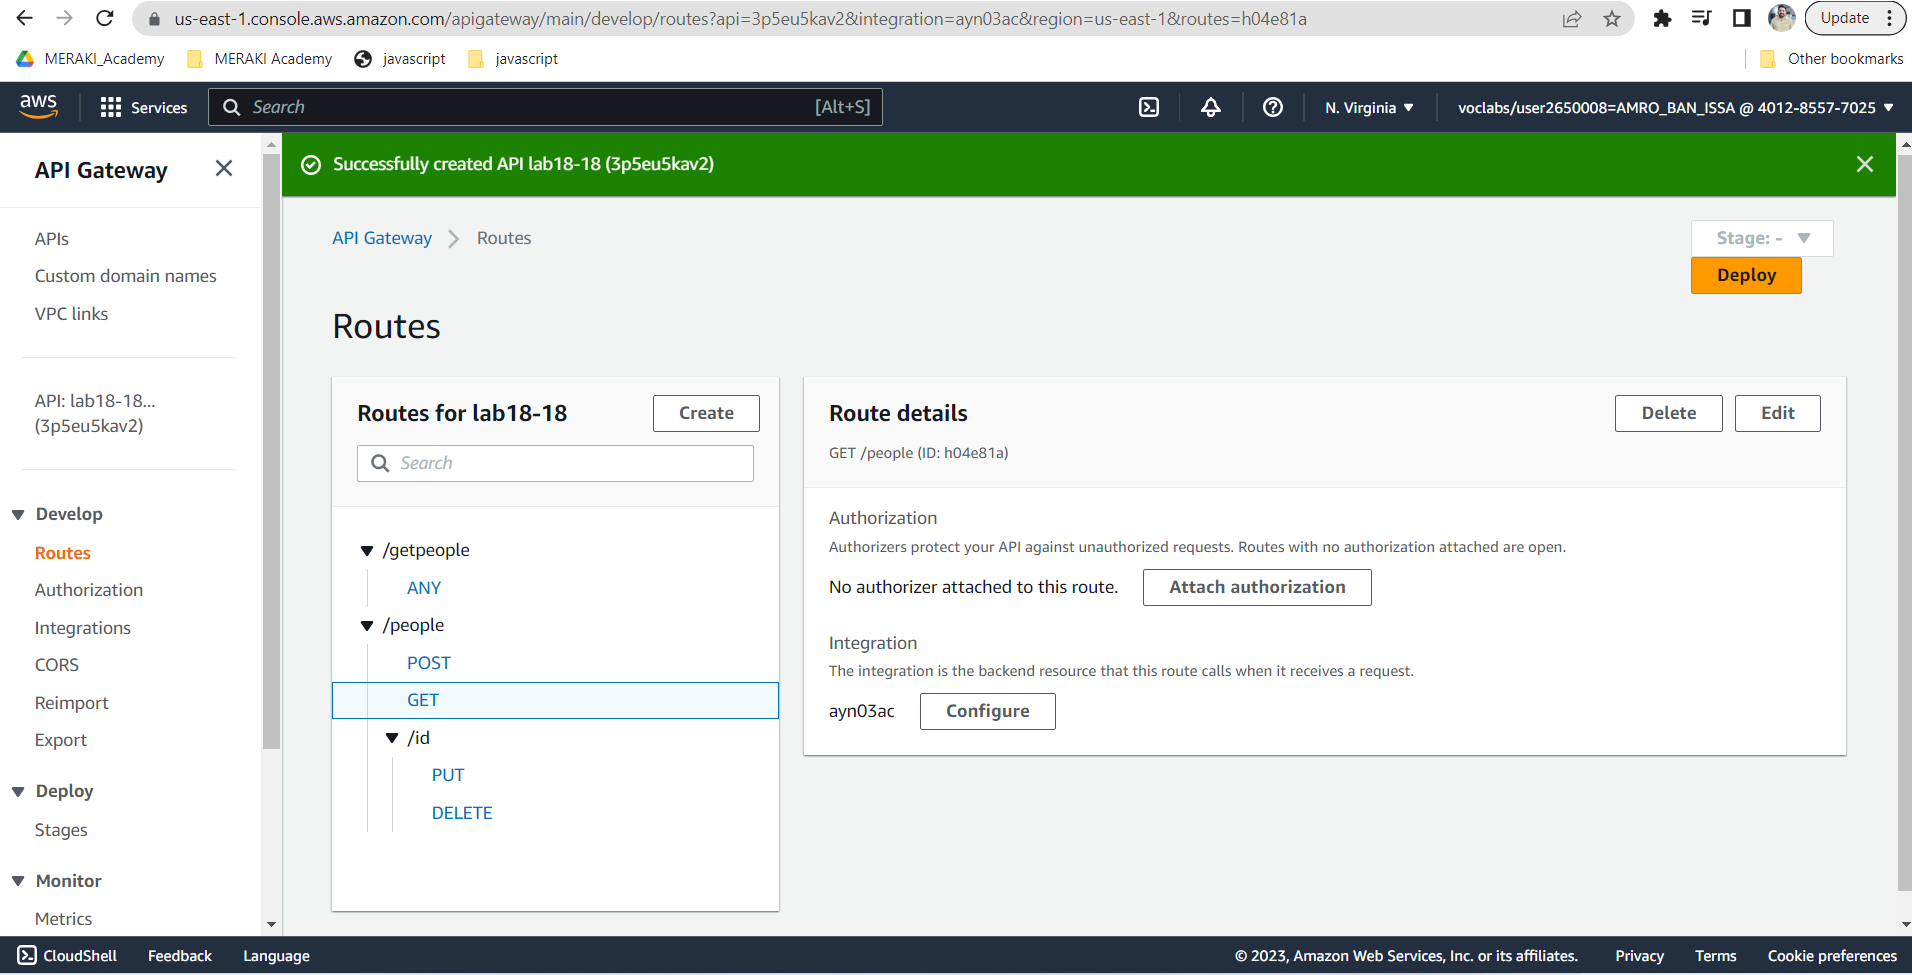 us-east-1.console.aws.amazon.com/apigateway/main/develop/routes?api=3p5eu5kav2&integration=ayn03ac&region=us-east-1&routes=h04e81a
Update
MERAKI_Academy
MERAKI Academy
javascript
javascript
Other bookmarks
aws
Services
Search
[Alt+S]
N. Virginia
voclabs/user2650008=AMRO_BAN_ISSA @ 4012-8557-7025
API Gateway
APIs
Custom domain names
VPC links
API: lab18-18...
(3p5eu5kav2)
Develop
Routes
Authorization
Integrations
CORS
Reimport
Export
Deploy
Stages
Monitor
Metrics
Successfully created API lab18-18 (3p5eu5kav2)
API Gateway
Routes
Stage: -
Deploy
Routes
Routes for lab18-18
Create
Search
/getpeople
ANY
/people
POST
GET
/id
PUT
DELETE
Route details
Delete
Edit
GET /people (ID: h04e81a)
Authorization
Authorizers protect your API against unauthorized requests. Routes with no authorization attached are open.
No authorizer attached to this route.
Attach authorization
Integration
The integration is the backend resource that this route calls when it receives a request.
ayn03ac
Configure
CloudShell
Feedback
Language
© 2023, Amazon Web Services, Inc. or its affiliates.
Privacy
Terms
Cookie preferences